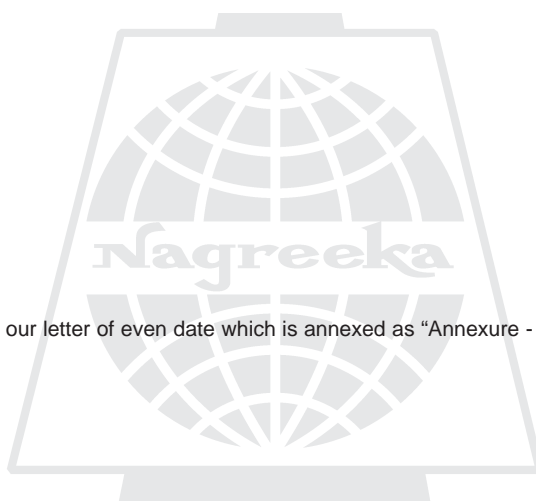 Nagreeka
our letter of even date which is annexed as “Annexure -